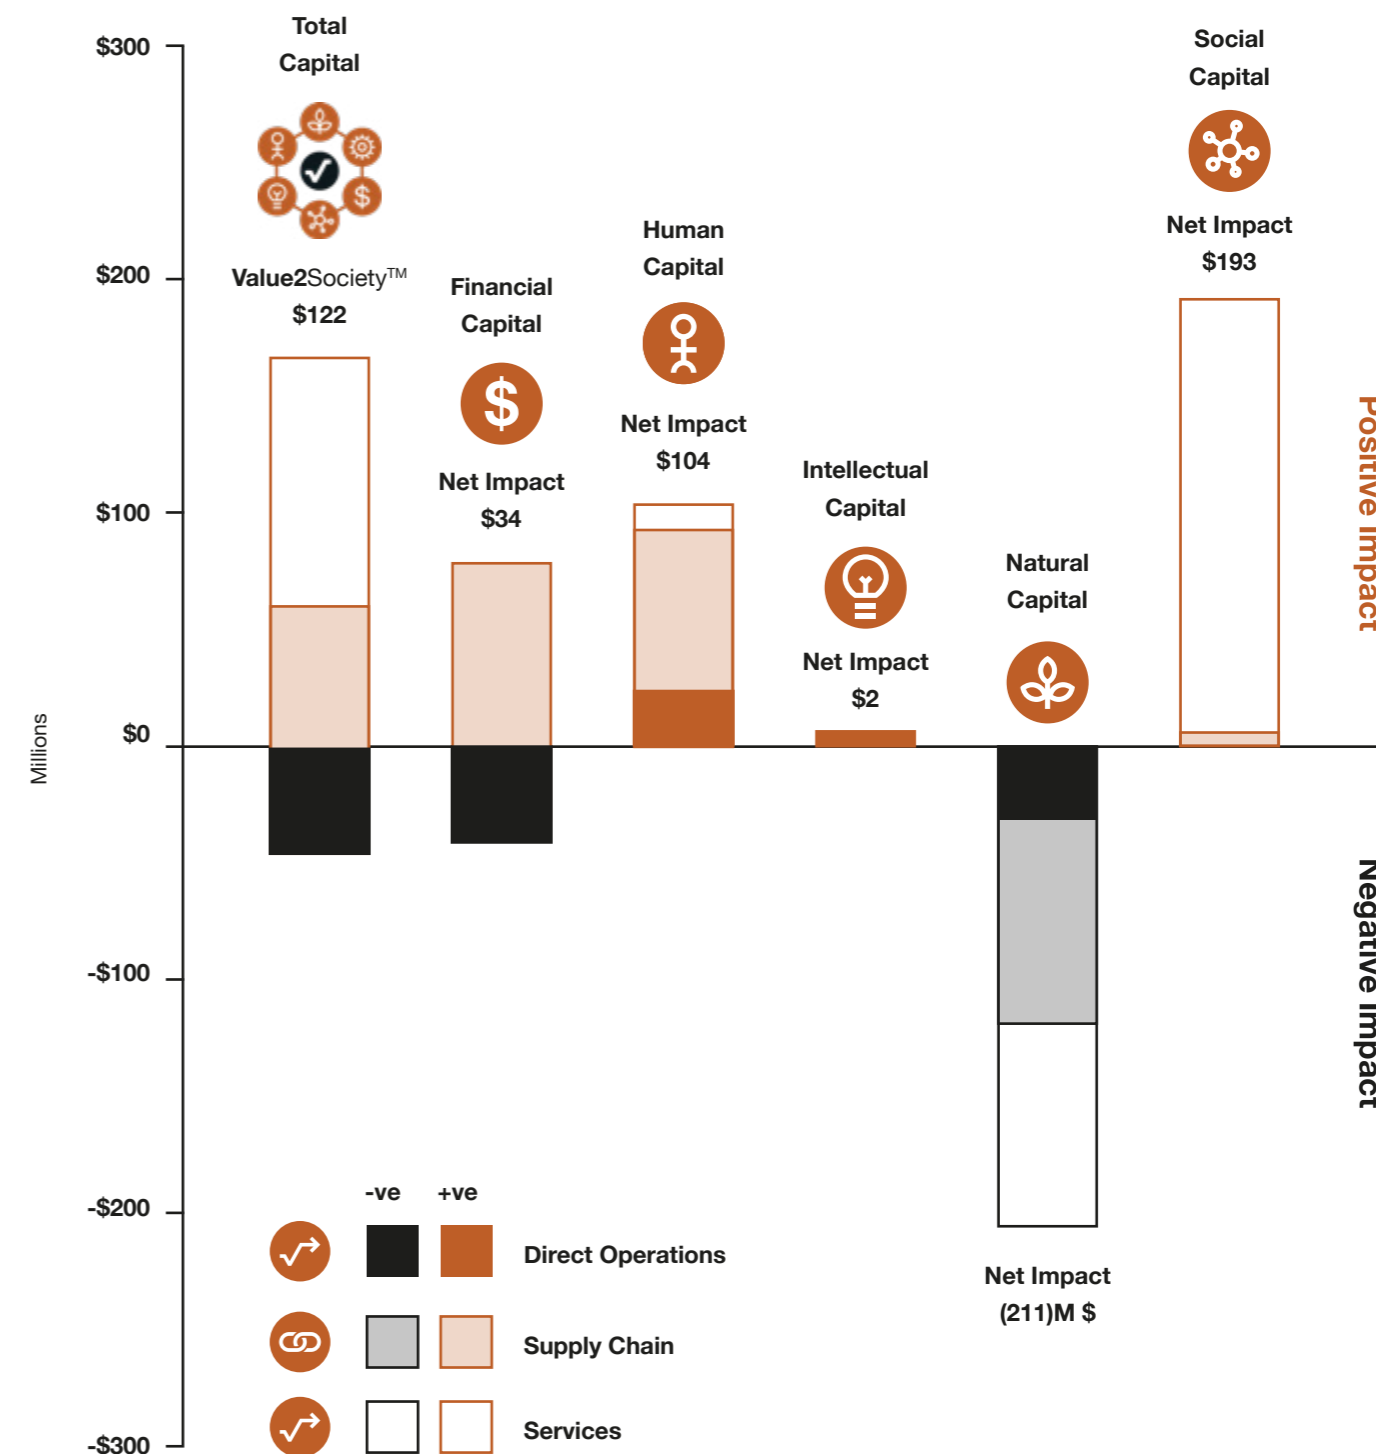 Total
Capital
Value2Society™
$122
Financial
Capital
Net Impact
$34
Human
Capital
Net Impact
$104
Intellectual
Capital
Net Impact
$2
Natural
Capital
Net Impact
(211)M $
Social
Capital
Net Impact
$193
$300
$200
$100
$0
-$100
-$200
-$300
Millions
Positive Impact
Negative Impact
-ve +ve
Direct Operations
Supply Chain
Services